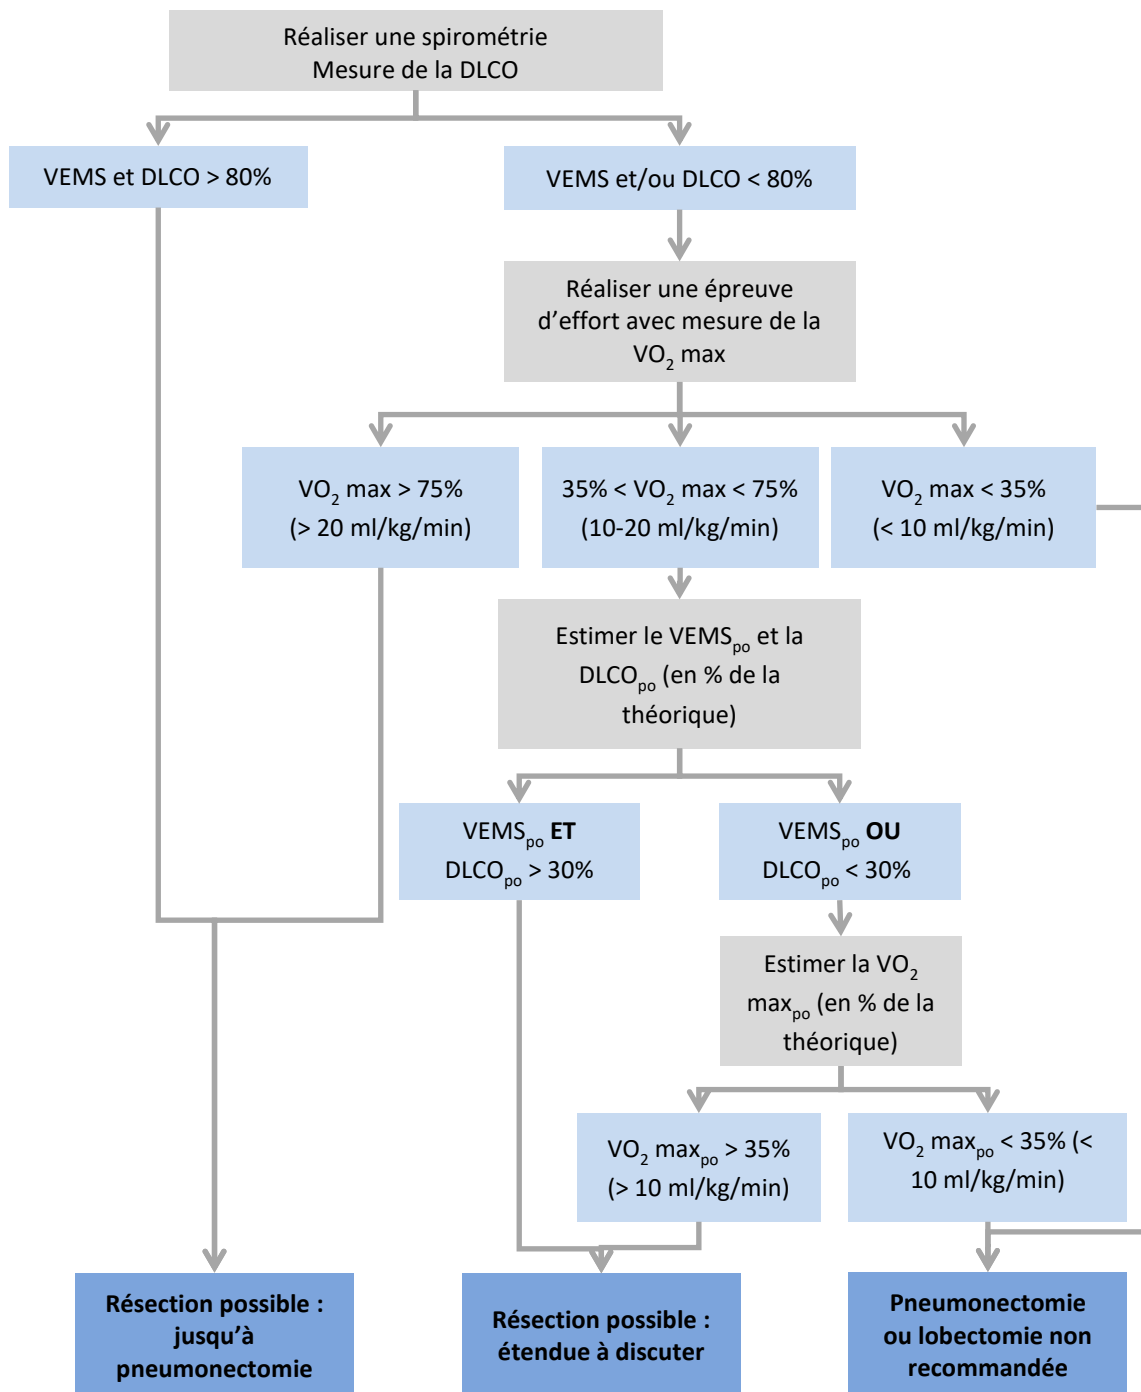 Réaliser une spirométrie
Mesure de la DLCO
VEMS et DLCO > 80%
VEMS et/ou DLCO < 80%
Réaliser une épreuve
d’effort avec mesure de la
VO₂ max
VO₂ max > 75%
(> 20 ml/kg/min)
35% < VO₂ max < 75%
(10-20 ml/kg/min)
VO₂ max < 35%
(< 10 ml/kg/min)
Estimer le VEMSpo et la
DLCOpo (en % de la
théorique)
VEMSpo ET
DLCOpo > 30%
VEMSpo OU
DLCOpo < 30%
Estimer la VO₂
maxpo (en % de la
théorique)
VO₂ maxpo > 35%
(> 10 ml/kg/min)
VO₂ maxpo < 35% (<
10 ml/kg/min)
Résection possible :
jusqu’à
pneumonectomie
Résection possible :
étendue à discuter
Pneumonectomie
ou lobectomie non
recommandée